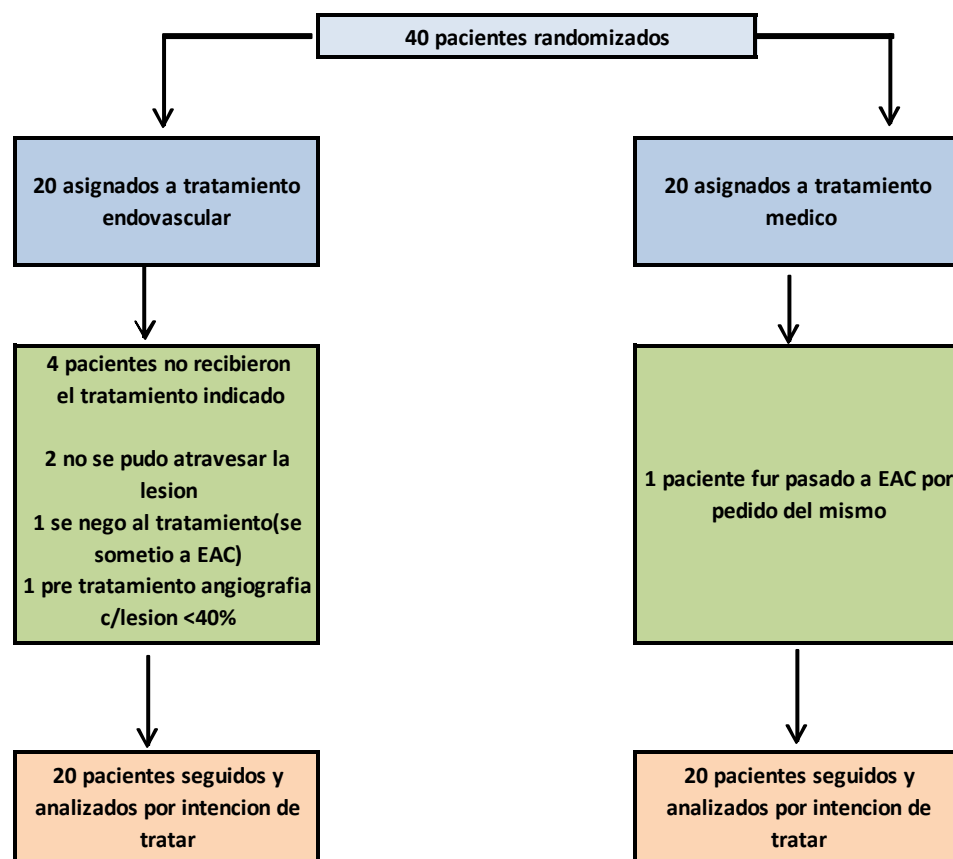 40 pacientes randomizados
20 asignados a tratamiento
endovascular
20 asignados a tratamiento
medico
4 pacientes no recibieron
el tratamiento indicado
2 no se pudo atravesar la
lesion
1 se nego al tratamiento(se
sometio a EAC)
1 pre tratamiento angiografia
c/lesion <40%
1 paciente fur pasado a EAC por
pedido del mismo
20 pacientes seguidos y
analizados por intencion de
tratar
20 pacientes seguidos y
analizados por intencion de
tratar